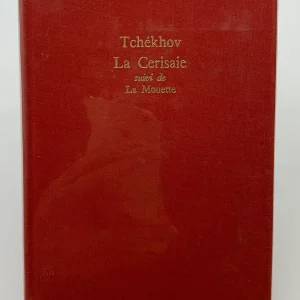 Tchékhov
La Cerisaie
suivi de
La Mouette